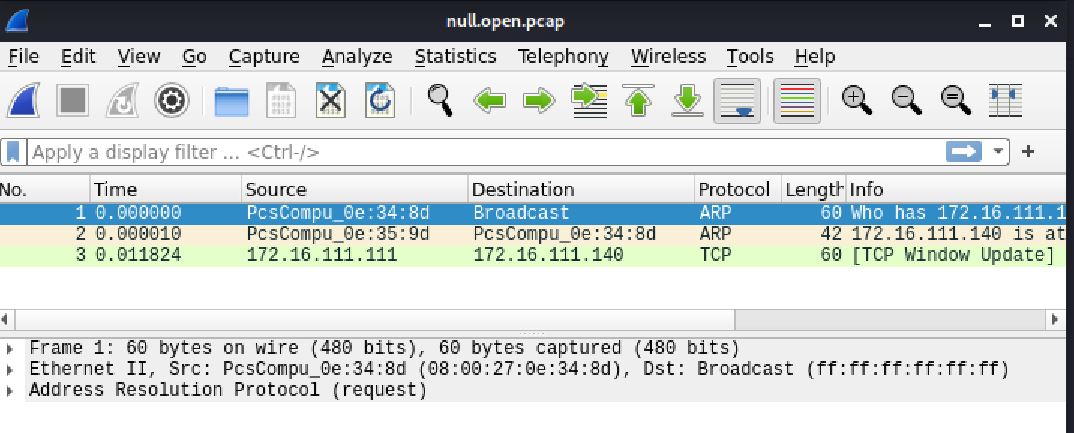 null.open.pcap
File Edit View Go Capture Analyze Statistics Telephony Wireless Tools Help
Apply a display filter ... <Ctrl-/>
No. Time Source Destination Protocol Length Info
1 0.000000 PcsCompu_0e:34:8d Broadcast ARP 60 Who has 172.16.111.1
2 0.000010 PcsCompu_0e:35:9d PcsCompu_0e:34:8d ARP 42 172.16.111.140 is at
3 0.011824 172.16.111.111 172.16.111.140 TCP 60 [TCP Window Update]
Frame 1: 60 bytes on wire (480 bits), 60 bytes captured (480 bits)
Ethernet II, Src: PcsCompu_0e:34:8d (08:00:27:0e:34:8d), Dst: Broadcast (ff:ff:ff:ff:ff:ff)
Address Resolution Protocol (request)